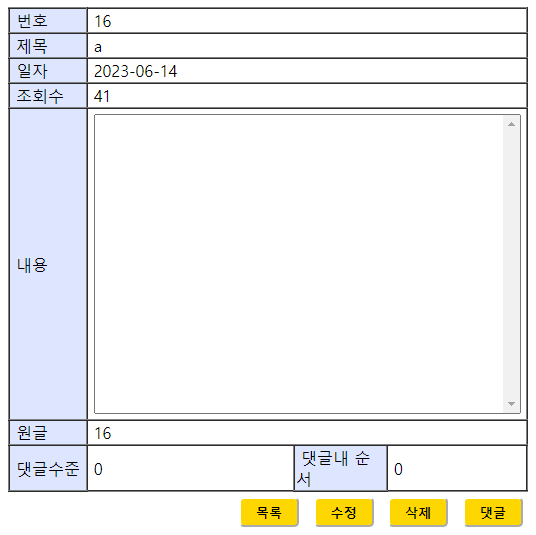 번호 16
제목 a
일자 2023-06-14
조회수 41
내용
원글 16
댓글수준 0 댓글내 순
서 0
목록 수정 삭제 댓글